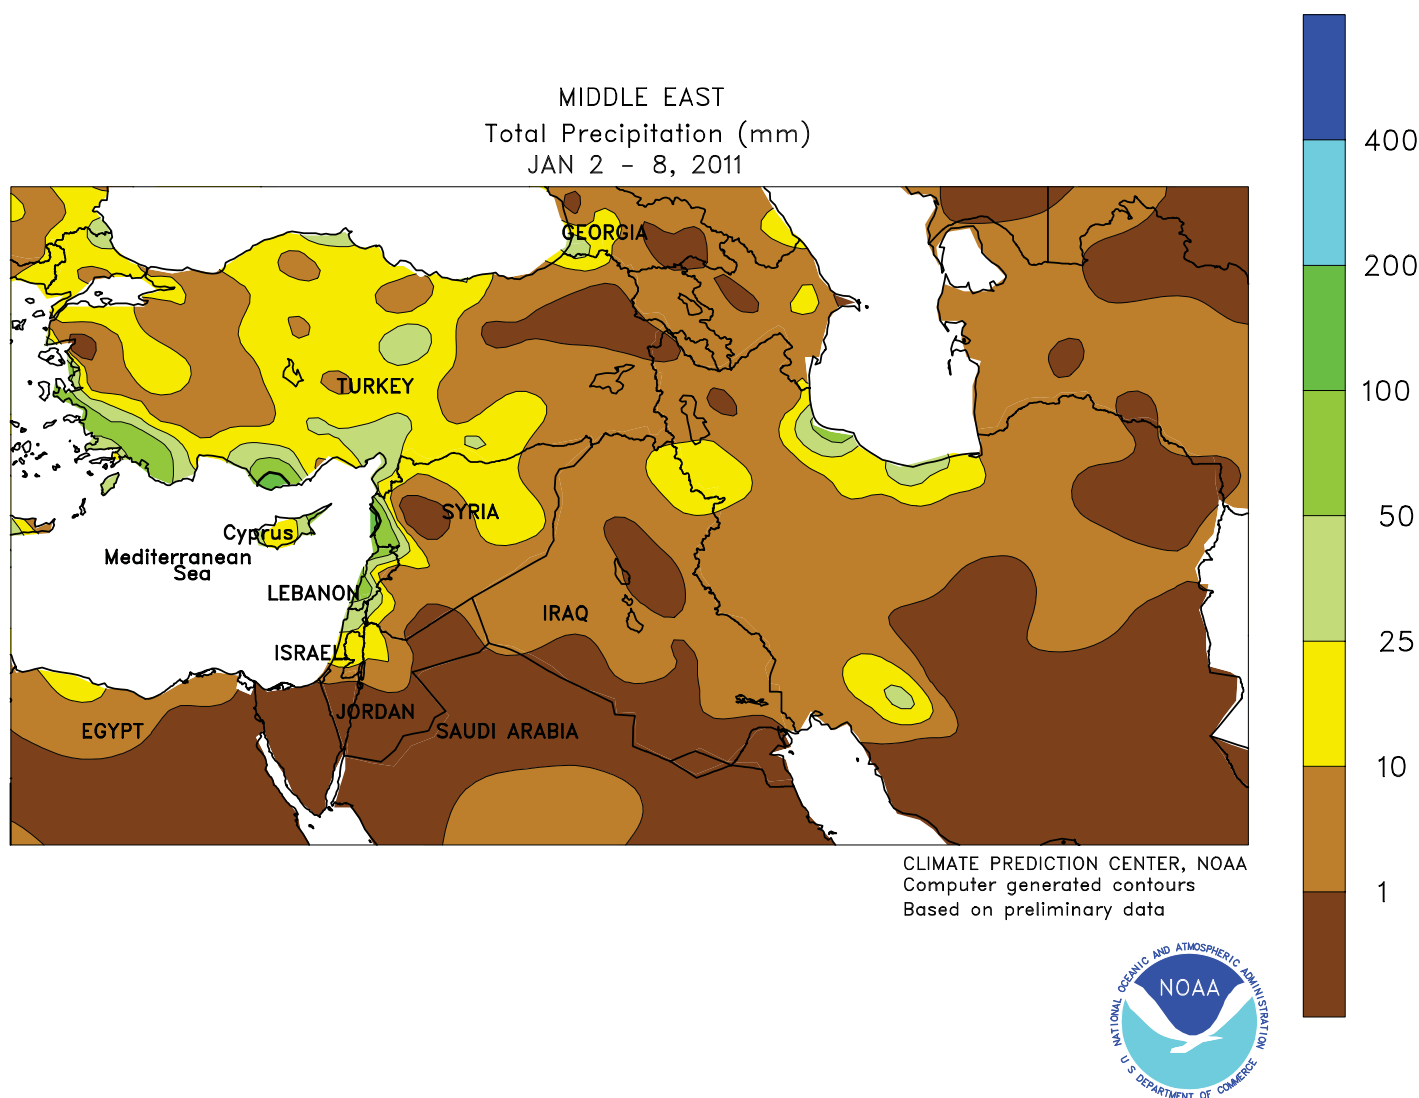 MIDDLE EAST
Total Precipitation (mm)
JAN 2 - 8, 2011
400
200
100
50
25
10
1
GEORGIA
TURKEY
SYRIA
Cyprus
Mediterranean
Sea
LEBANON
IRAQ
ISRAEL
JORDAN
EGYPT
SAUDI ARABIA
CLIMATE PREDICTION CENTER, NOAA
Computer generated contours
Based on preliminary data
NATIONAL OCEANIC AND ATMOSPHERIC ADMINISTRATION
NOAA
U S DEPARTMENT OF COMMERCE